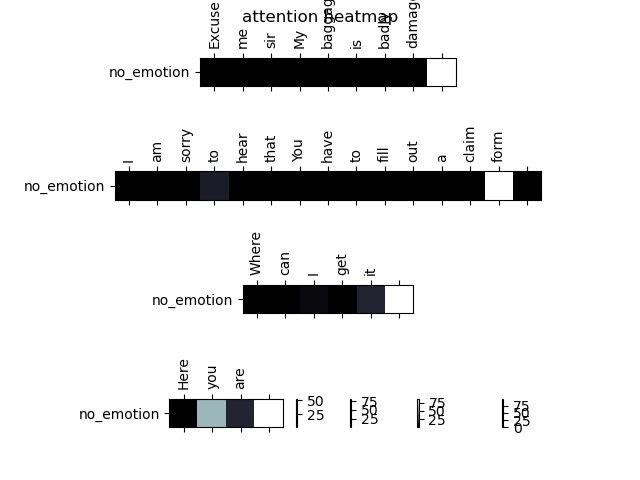 attention heatmap
Excuse me sir My baggage is badly damaged
no_emotion
I am sorry to hear that You have to fill out a claim form
no_emotion
Where can I get it
no_emotion
Here you are
no_emotion
50 25
75 50 25
75 50 25
75 50 25 0